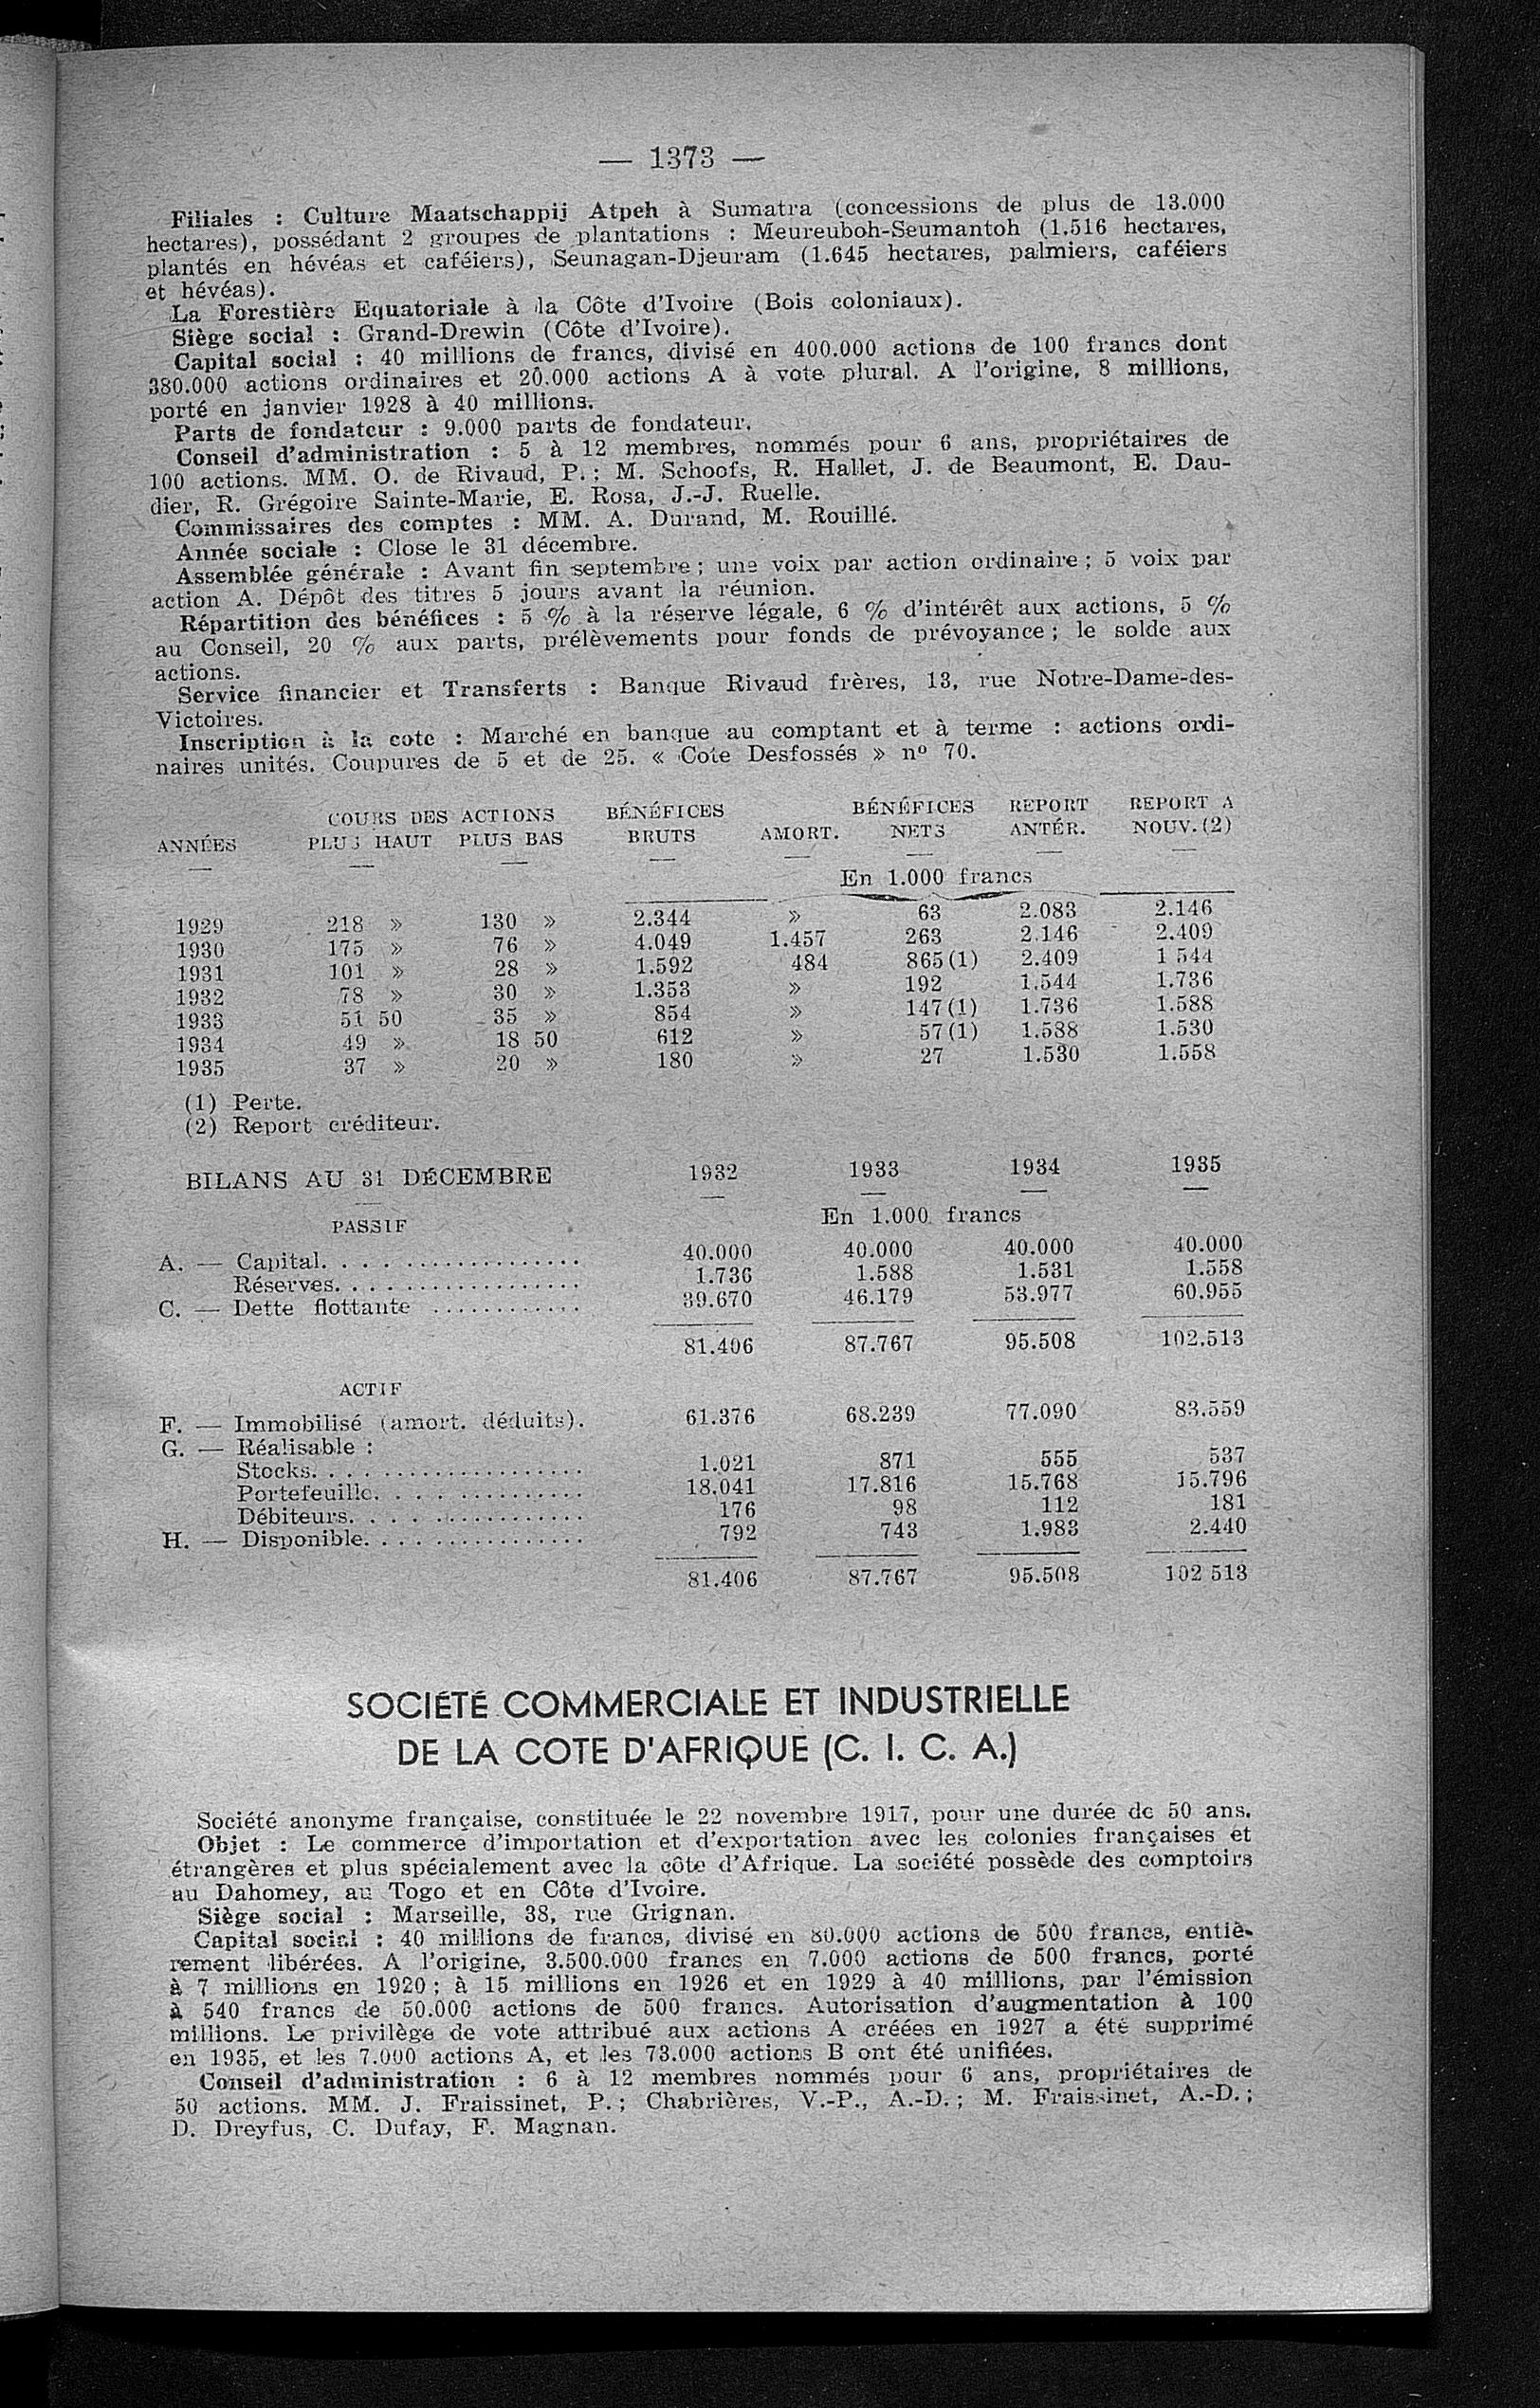 — 1373 —
Filiales : Culture Maatschappij Atpeh à Sumatra (concessions de plus de 13.000
hectares), possédant 2 groupes de plantations : Meureuboh-Seumantoh (1.516 hectares,
plantés en hévéas et caféiers), Seunagan-Djeuram (1.645 hectares, palmiers, caféiers
et hévéas).
La Forestière Equatoriale à la Côte d'Ivoire (Bois coloniaux).
Siège social : Grand-Drewin (Côte d'Ivoire).
Capital social : 40 millions de francs, divisé en 400.000 actions de 100 francs dont
380.000 actions ordinaires et 20.000 actions A à vote plural. A l'origine, 8 millions,
porté en janvier 1928 à 40 millions.
Parts de fondateur : 9.000 parts de fondateur.
Conseil d'administration : 5 à 12 membres, nommés pour 6 ans, propriétaires de
100 actions. MM. O. de Rivaud, P.; M. Schoofs, R. Hallet, J. de Beaumont, E. Dau-
dier, R. Grégoire Sainte-Marie, E. Rosa, J.-J. Ruelle.
Commissaires des comptes : MM. A. Durand, M. Rouillé.
Année sociale : Close le 31 décembre.
Assemblée générale : Avant fin septembre; une voix par action ordinaire; 5 voix par
action A. Dépôt des titres 5 jours avant la réunion.
Répartition des bénéfices : 5 % à la réserve légale, 6 % d'intérêt aux actions, 5 %
au Conseil, 20 % aux parts, prélèvements pour fonds de prévoyance; le solde aux
actions.
Service financier et Transferts : Banque Rivaud frères, 13, rue Notre-Dame-des-
Victoires.
Inscription à la cote : Marché en banque au comptant et à terme : actions ordi-
naires unités. Coupures de 5 et de 25. « Cote Desfossés » nº 70.
COURS DES ACTIONS BÉNÉFICES BÉNÉFICES REPORT REPORT A
ANNÉES PLUS HAUT PLUS BAS BRUTS AMORT. NETS ANTÉR. NOUV. (2)
En 1.000 francs
1929 218 » 130 » 2.344 » 63 2.083 2.146
1930 175 » 76 » 4.049 1.457 263 2.146 2.409
1931 101 » 28 » 1.592 484 865 (1) 2.409 1 544
1932 78 » 30 » 1.353 » 192 1.544 1.736
1933 51 50 35 » 854 » 147 (1) 1.736 1.588
1934 49 » 18 50 612 » 57 (1) 1.588 1.530
1935 37 » 20 » 180 » 27 1.530 1.558
(1) Perte.
(2) Report créditeur.
BILANS AU 31 DÉCEMBRE 1932 1933 1934 1935
PASSIF En 1.000 francs
A. — Capital. . . . . . . . . . . . . . . . 40.000 40.000 40.000 40.000
Réserves. . . . . . . . . . . . . . . . 1.736 1.588 1.531 1.558
C. — Dette flottante . . . . . . . . . . . . 39.670 46.179 53.977 60.955
81.406 87.767 95.508 102.513
ACTIF
F. — Immobilisé (amort. déduits). 61.376 68.239 77.090 83.559
G. — Réalisable :
Stocks. . . . . . . . . . . . . . . . . 1.021 871 555 537
Portefeuille. . . . . . . . . . . . . . 18.041 17.816 15.768 15.796
Débiteurs. . . . . . . . . . . . . . . 176 98 112 181
H. — Disponible. . . . . . . . . . . . . . . 792 743 1.983 2.440
81.406 87.767 95.508 102 513
SOCIÉTÉ COMMERCIALE ET INDUSTRIELLE
DE LA COTE D'AFRIQUE (C. I. C. A.)
Société anonyme française, constituée le 22 novembre 1917, pour une durée de 50 ans.
Objet : Le commerce d'importation et d'exportation avec les colonies françaises et
étrangères et plus spécialement avec la côte d'Afrique. La société possède des comptoirs
au Dahomey, au Togo et en Côte d'Ivoire.
Siège social : Marseille, 38, rue Grignan.
Capital social : 40 millions de francs, divisé en 80.000 actions de 500 francs, entiè-
rement libérées. A l'origine, 3.500.000 francs en 7.000 actions de 500 francs, porté
à 7 millions en 1920; à 15 millions en 1926 et en 1929 à 40 millions, par l'émission
à 540 francs de 50.000 actions de 500 francs. Autorisation d'augmentation à 100
millions. Le privilège de vote attribué aux actions A créées en 1927 a été supprimé
en 1935, et les 7.000 actions A, et les 73.000 actions B ont été unifiées.
Conseil d'administration : 6 à 12 membres nommés pour 6 ans, propriétaires de
50 actions. MM. J. Fraissinet, P.; Chabrières, V.-P., A.-D.; M. Fraissinet, A.-D.;
D. Dreyfus, C. Dufay, F. Magnan.